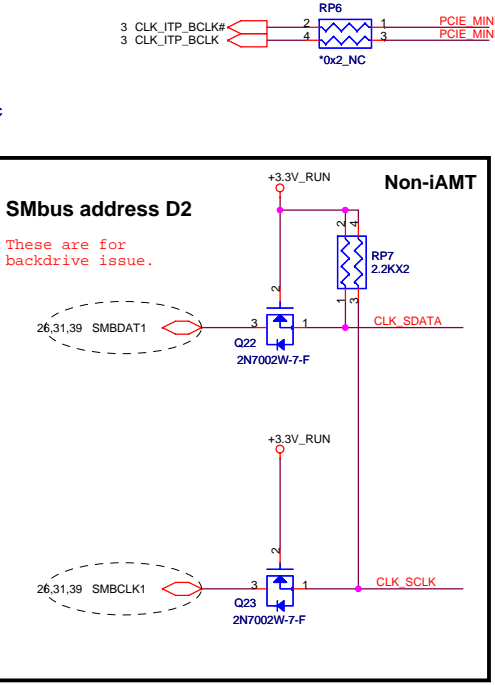 RP6
3 CLK_ITP_BCLK# 2 1 PCIE_MIN
3 CLK_ITP_BCLK 4 3 PCIE_MIN
*0x2_NC
c
+3.3V_RUN
Non-iAMT
SMbus address D2
These are for
backdrive issue.
2 4
RP7
2.2KX2
2
1 3
26,31,39 SMBDAT1 3 1 CLK_SDATA
Q22
2N7002W-7-F
+3.3V_RUN
2
26,31,39 SMBCLK1 3 1 CLK_SCLK
Q23
2N7002W-7-F